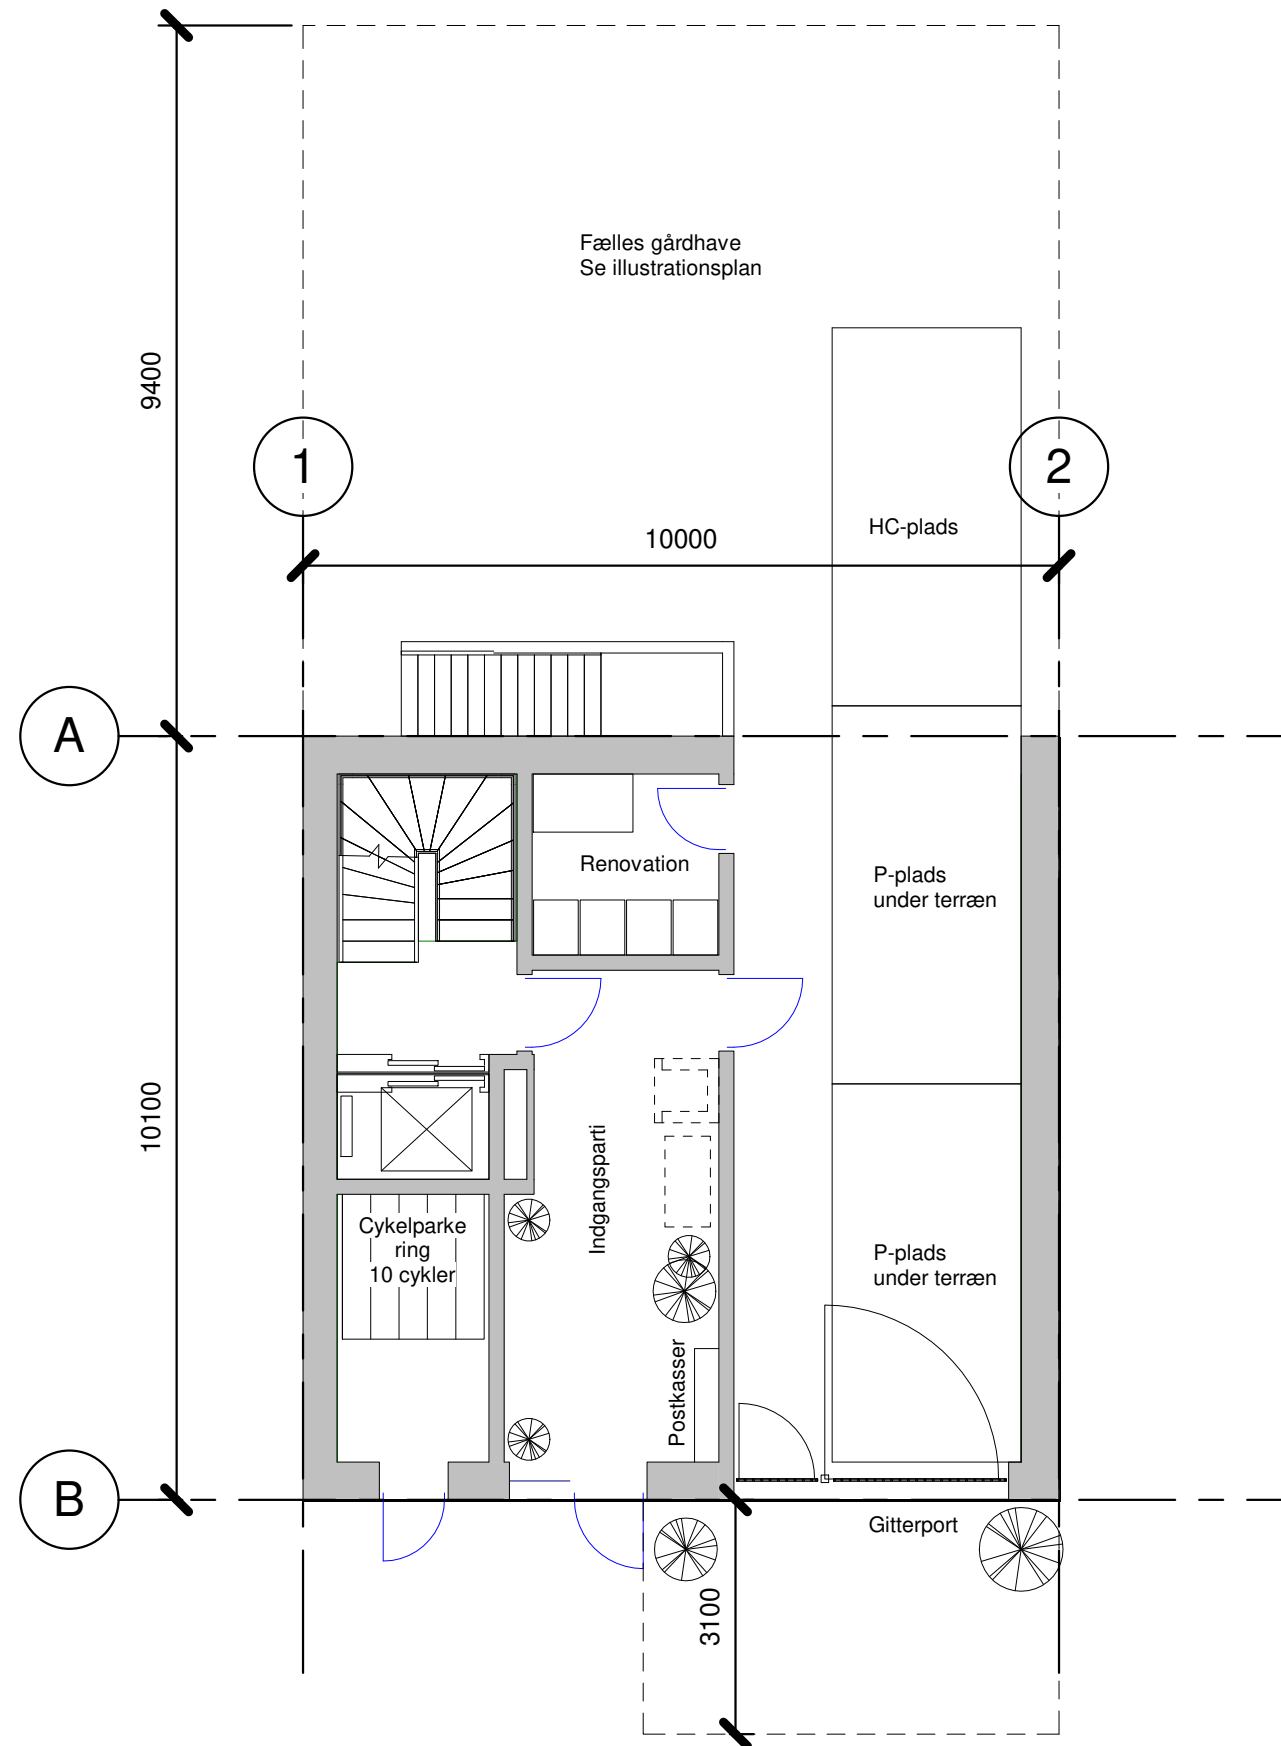 Fælles gårdhave
Se illustrationsplan
9400
1
2
HC-plads
10000
A
Renovation
P-plads
under terræn
10100
Indgangsparti
Cykelparke
ring
10 cykler
P-plads
under terræn
Postkasser
B
Gitterport
3100